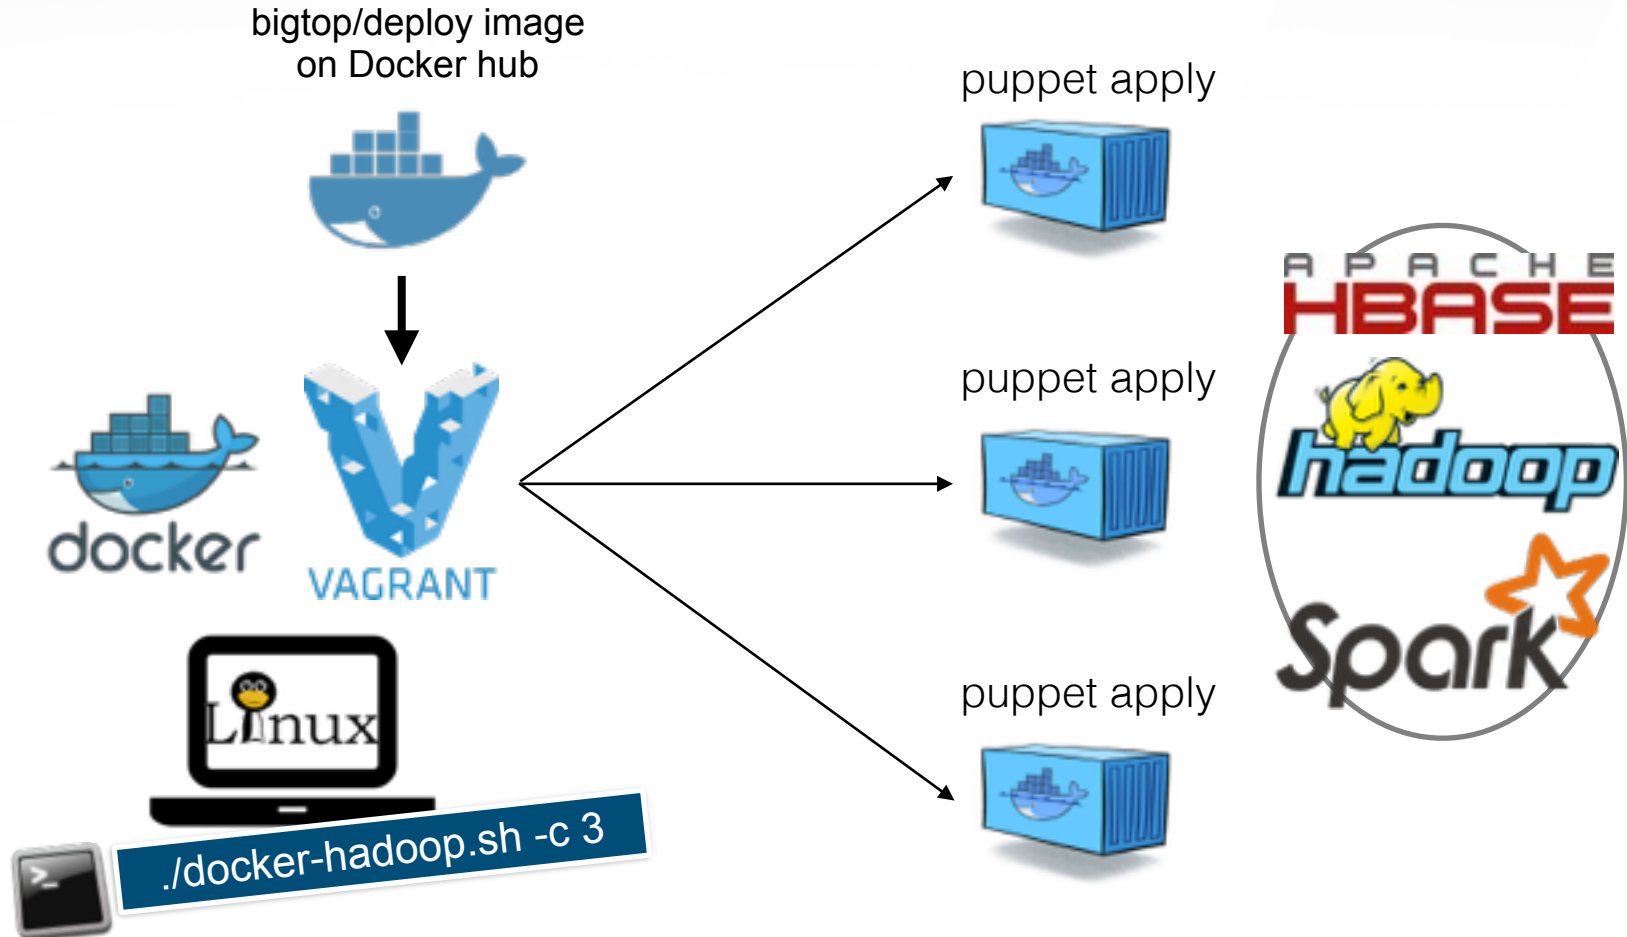 bigtop/deploy image
on Docker hub
puppet apply
APACHE
HBASE
puppet apply
hadoop
docker
VAGRANT
Spark
puppet apply
Linux
./docker-hadoop.sh -c 3
>_